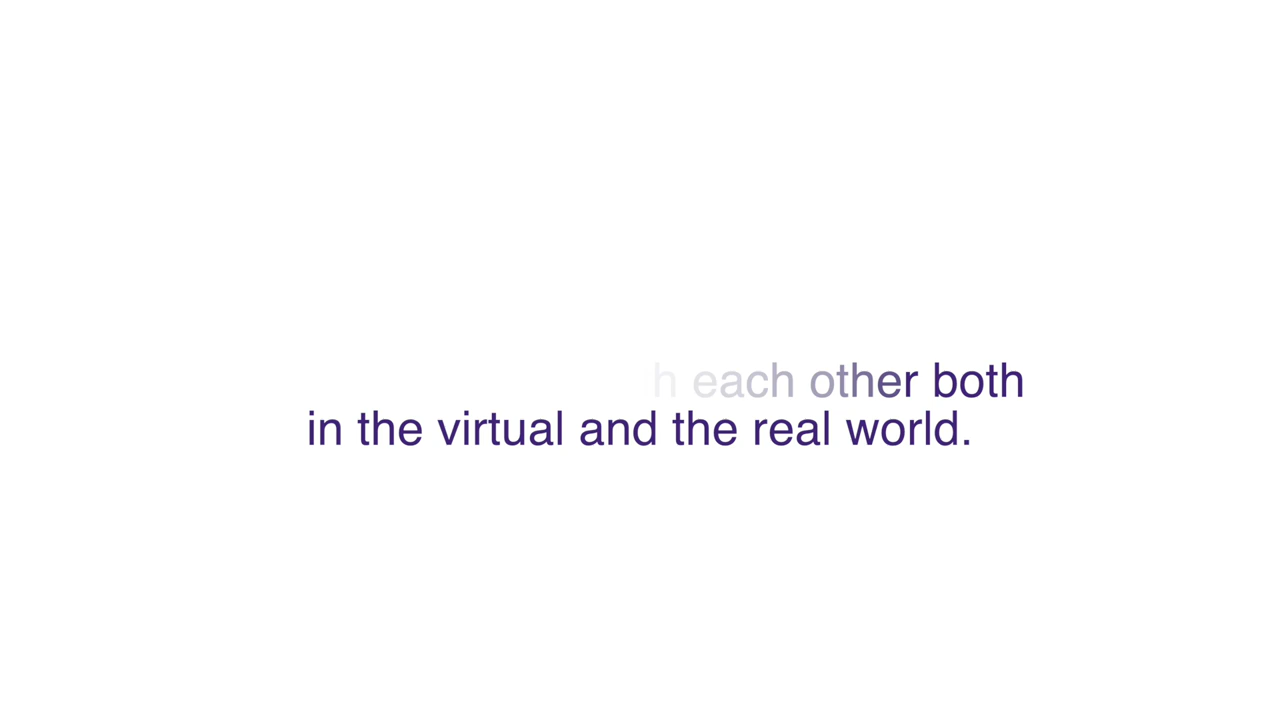 h each other both
in the virtual and the real world.